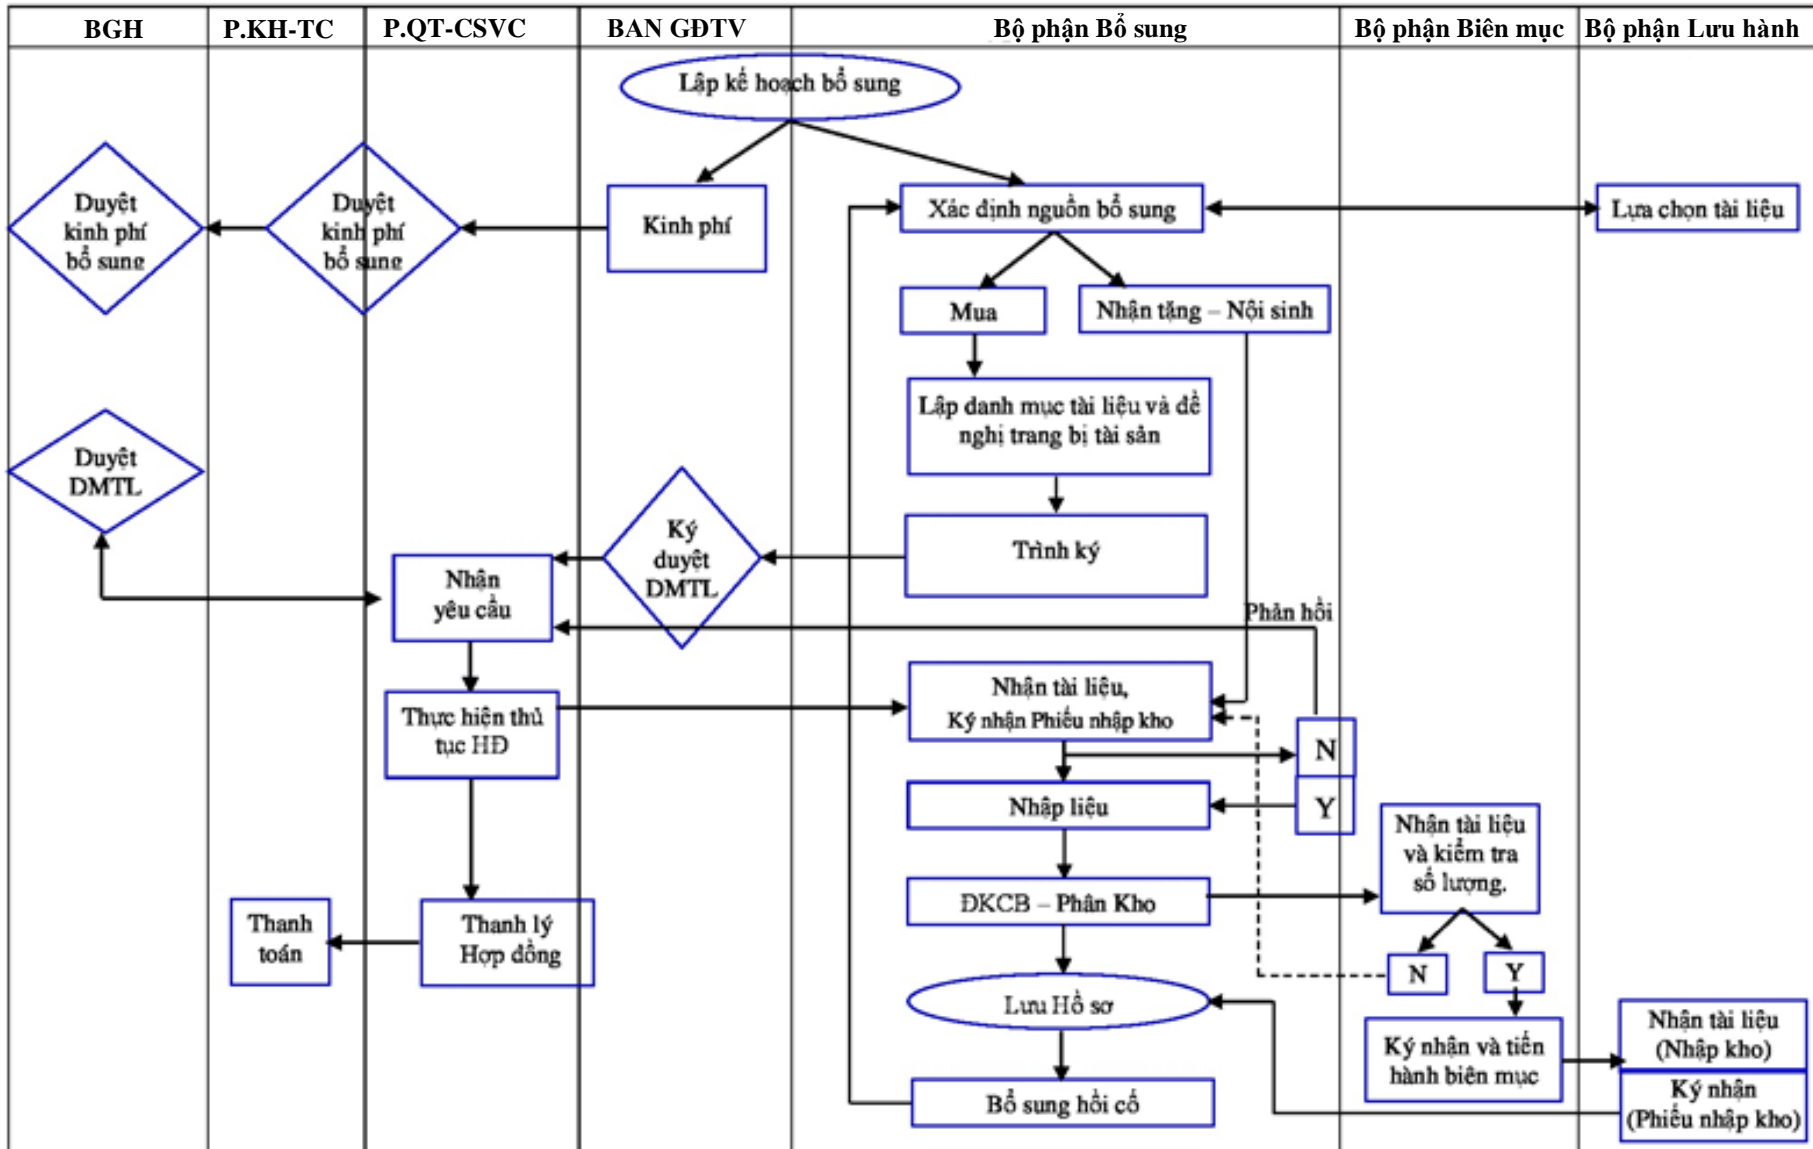 BGH
P.KH-TC
P.QT-CSVC
BAN GĐTV
Bộ phận Bổ sung
Bộ phận Biên mục
Bộ phận Lưu hành
Lập kế hoạch bổ sung
Duyệt
kinh phí
bổ sung
Duyệt
kinh phí
bổ sung
Kinh phí
Xác định nguồn bổ sung
Lựa chọn tài liệu
Mua
Nhận tặng – Nội sinh
Lập danh mục tài liệu và đề
nghị trang bị tài sản
Duyệt
DMTL
Ký
duyệt
DMTL
Trình ký
Nhận
yêu cầu
Phản hồi
Thực hiện thủ
tục HĐ
Nhận tài liệu,
Ký nhận Phiếu nhập kho
N
Y
Nhập liệu
Nhận tài liệu
và kiểm tra
số lượng.
ĐKCB – Phân Kho
Thanh
toán
Thanh lý
Hợp đồng
N
Y
Lưu Hồ sơ
Ký nhận và tiến
hành biên mục
Nhận tài liệu
(Nhập kho)
Bổ sung hồi cố
Ký nhận
(Phiếu nhập kho)